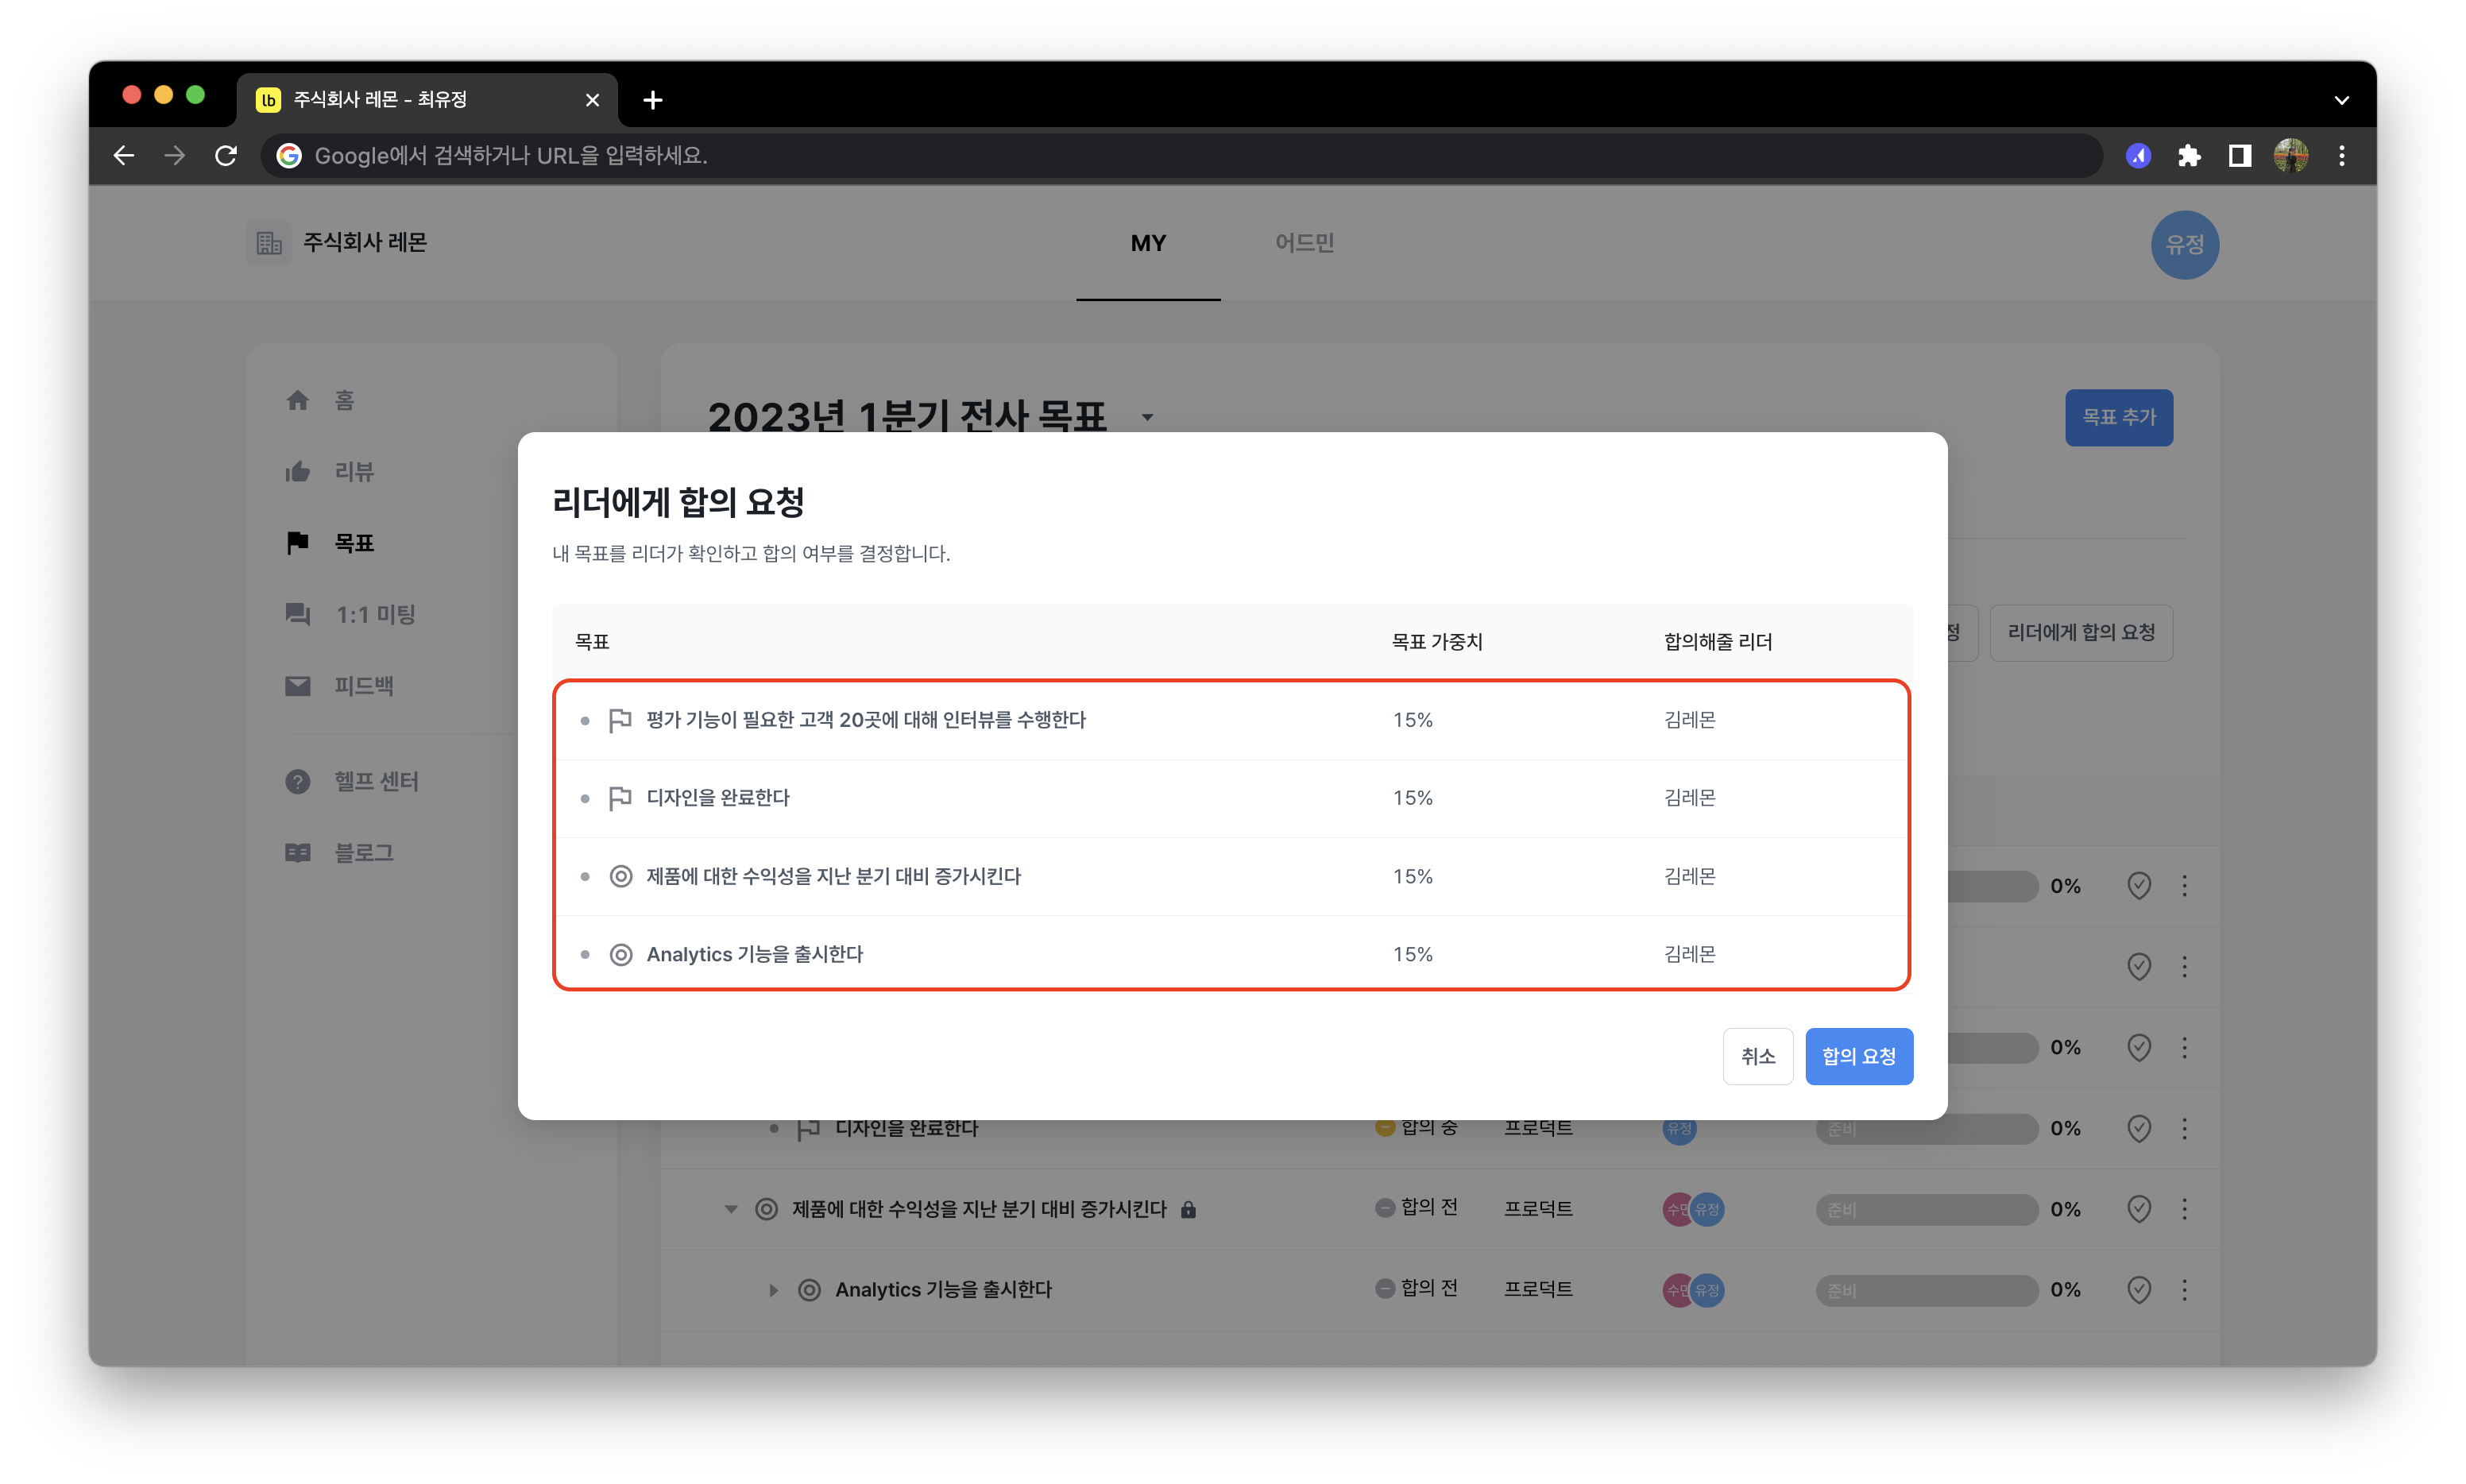 lb 주식회사 레몬 - 최유정
Google에서 검색하거나 URL을 입력하세요.
주식회사 레몬
MY
어드민
유정
홈
리뷰
목표
1:1 미팅
피드백
헬프 센터
블로그
2023년 1분기 전사 목표
목표 추가
리더에게 합의 요청
리더에게 합의 요청
내 목표를 리더가 확인하고 합의 여부를 결정합니다.
목표 목표 가중치 합의해줄 리더
평가 기능이 필요한 고객 20곳에 대해 인터뷰를 수행한다 15% 김레몬
디자인을 완료한다 15% 김레몬
제품에 대한 수익성을 지난 분기 대비 증가시킨다 15% 김레몬
Analytics 기능을 출시한다 15% 김레몬
취소
합의 요청
0%
0%
디자인을 완료한다 합의 중 프로덕트 유정 준비 0%
제품에 대한 수익성을 지난 분기 대비 증가시킨다 합의 전 프로덕트 수민 유정 준비 0%
Analytics 기능을 출시한다 합의 전 프로덕트 수민 유정 준비 0%